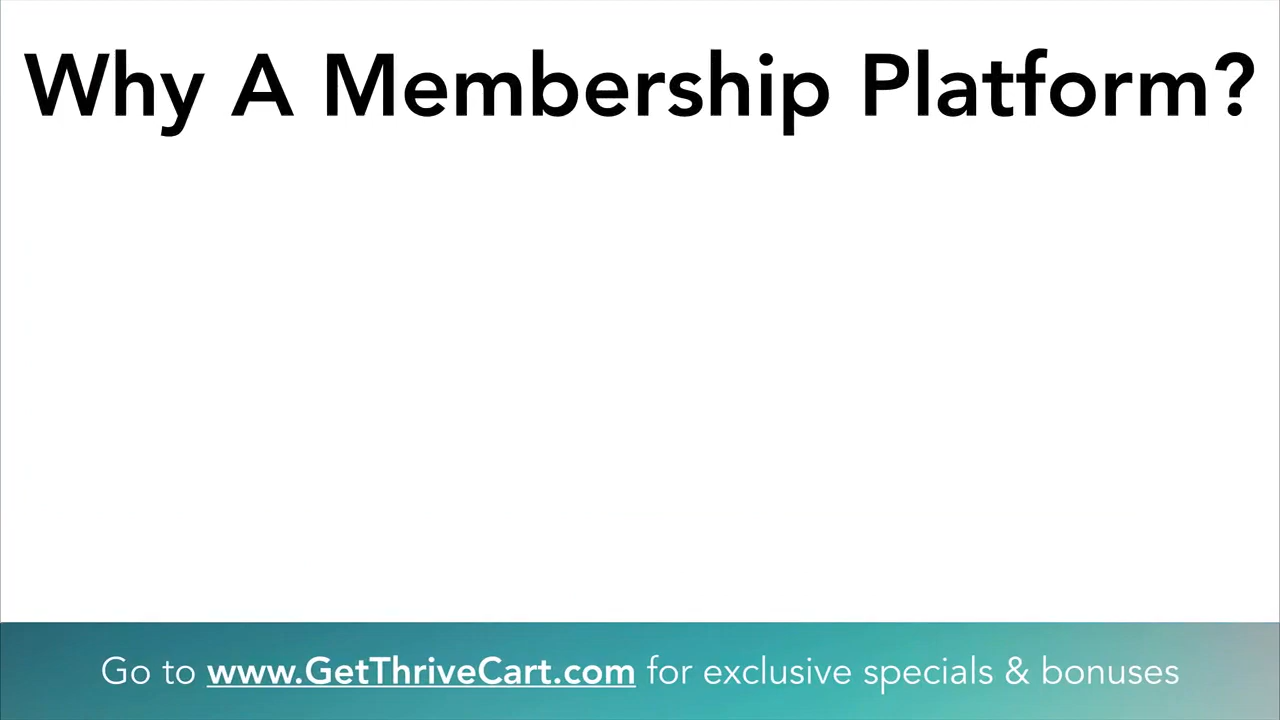 Why A Membership Platform?
Go to www.GetThriveCart.com for exclusive specials & bonuses